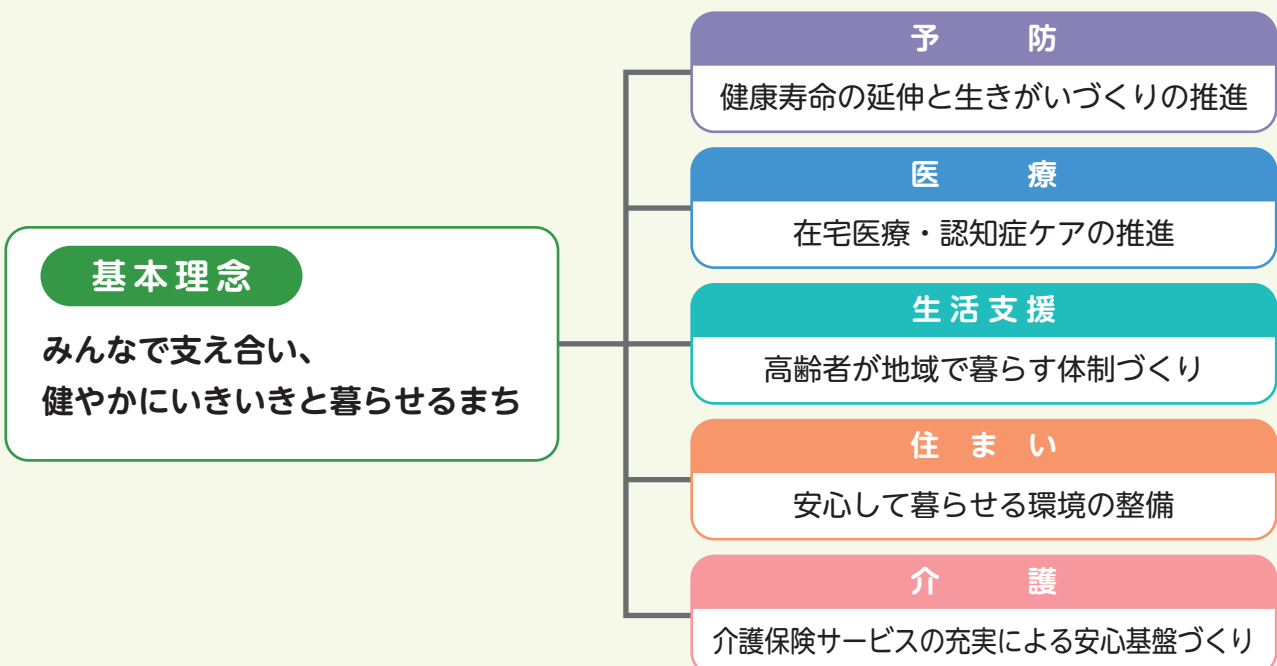 基本理念
みんなで支え合い、
健やかにいきいきと暮らせるまち
予防
健康寿命の延伸と生きがいづくりの推進
医療
在宅医療・認知症ケアの推進
生活支援
高齢者が地域で暮らす体制づくり
住まい
安心して暮らせる環境の整備
介護
介護保険サービスの充実による安心基盤づくり